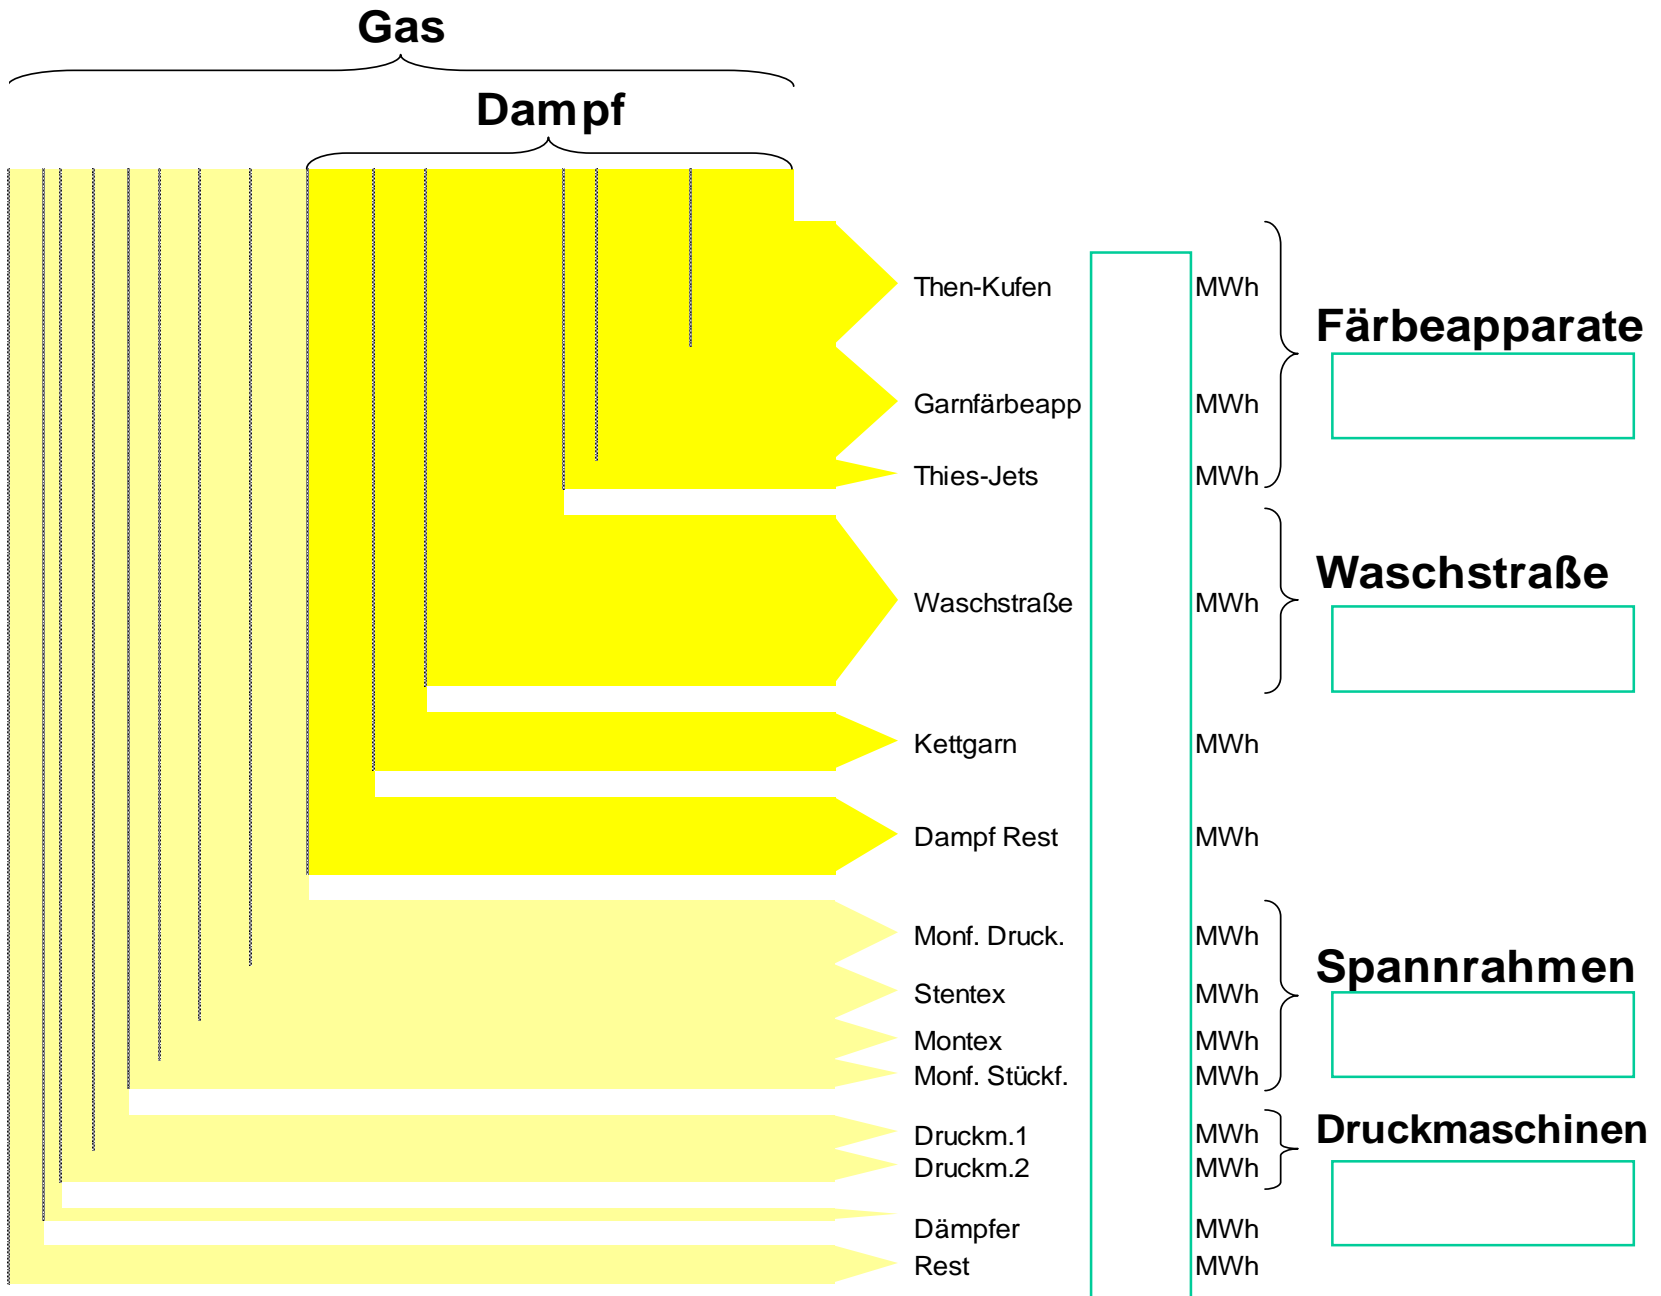 Gas
Dampf
Then-Kufen MWh
Färbeapparate
Garnfärbeapp MWh
Thies-Jets MWh
Waschstraße
Waschstraße MWh
Kettgarn MWh
Dampf Rest MWh
Monf. Druck. MWh
Spannrahmen
Stentex MWh
Montex MWh
Monf. Stückf. MWh
Druckm.1 MWh
Druckmaschinen
Druckm.2 MWh
Dämpfer MWh
Rest MWh